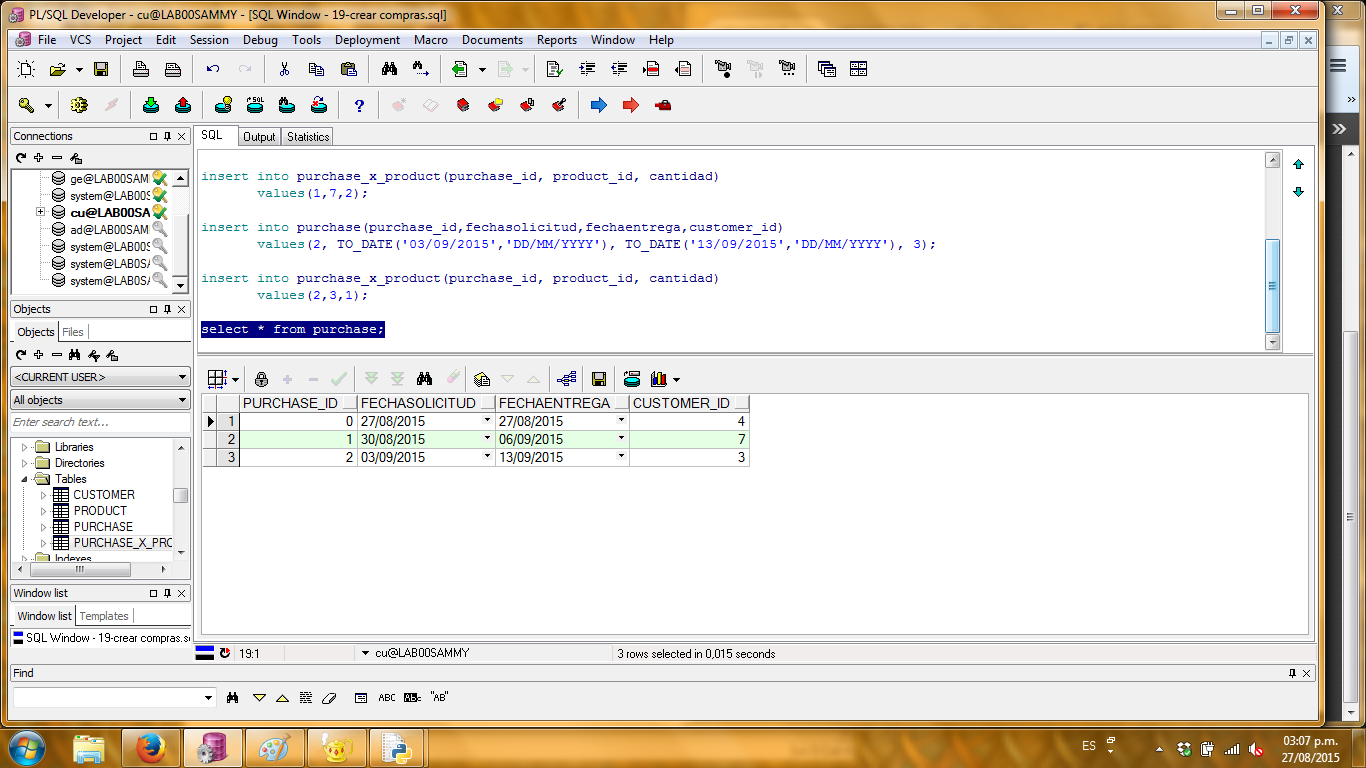 PL/SQL Developer - cu@LAB00SAMMY - [SQL Window - 19-crear compras.sql]
File VCS Project Edit Session Debug Tools Deployment Macro Documents Reports Window Help
Connections
ge@LAB00SAM
system@LAB00S
cu@LAB00SA
ad@LAB00SAM
system@LAB00S
system@LAB0SA
system@LAB0SA
Objects
Objects Files
<CURRENT USER>
All objects
Enter search text...
Libraries
Directories
Tables
CUSTOMER
PRODUCT
PURCHASE
PURCHASE_X_PRO
Indexes
Window list
Window list Templates
SQL Window - 19-crear compras.s
SQL Output Statistics
insert into purchase_x_product(purchase_id, product_id, cantidad)
values(1,7,2);
insert into purchase(purchase_id,fechasolicitud,fechaentrega,customer_id)
values(2, TO_DATE('03/09/2015','DD/MM/YYYY'), TO_DATE('13/09/2015','DD/MM/YYYY'), 3);
insert into purchase_x_product(purchase_id, product_id, cantidad)
values(2,3,1);
select * from purchase;
PURCHASE_ID FECHASOLICITUD FECHAENTREGA CUSTOMER_ID
1 0 27/08/2015 27/08/2015 4
2 1 30/08/2015 06/09/2015 7
3 2 03/09/2015 13/09/2015 3
19:1 cu@LAB00SAMMY 3 rows selected in 0,015 seconds
Find
ABC "AB"
ES 03:07 p.m.
27/08/2015